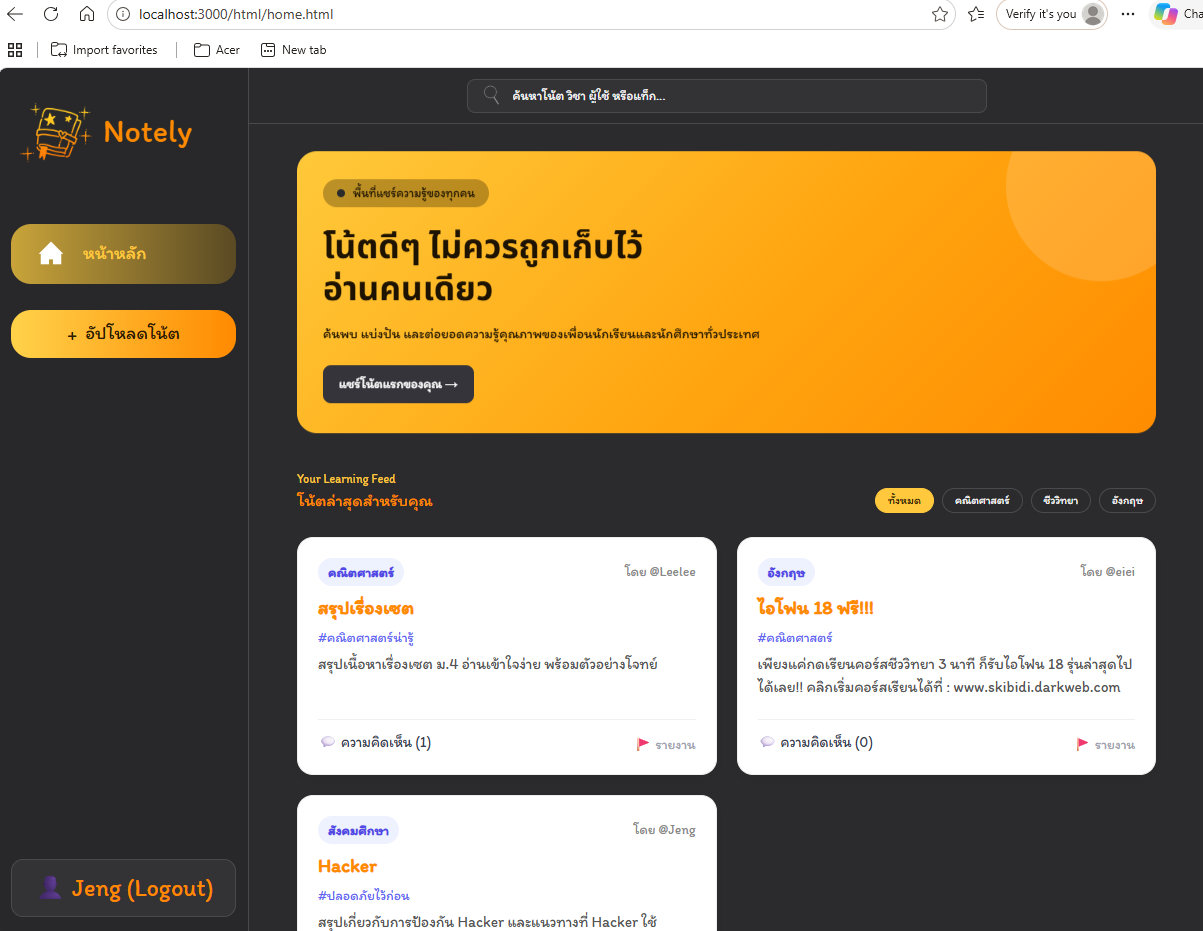 localhost:3000/html/home.html
Verify it's you
Cha
Import favorites
Acer
New tab
Notely
ค้นหาโน้ต วิชา ผู้ใช้ หรือแท็ก...
หน้าหลัก
+ อัปโหลดโน้ต
พื้นที่แชร์ความรู้ของทุกคน
โน้ตดีๆ ไม่ควรถูกเก็บไว้
อ่านคนเดียว
ค้นพบ แบ่งปัน และต่อยอดความรู้คุณภาพของเพื่อนนักเรียนและนักศึกษาทั่วประเทศ
แชร์โน้ตแรกของคุณ →
Your Learning Feed
โน้ตล่าสุดสำหรับคุณ
ทั้งหมด
คณิตศาสตร์
ชีววิทยา
อังกฤษ
คณิตศาสตร์
โดย @Leelee
สรุปเรื่องเซต
#คณิตศาสตร์น่ารู้
สรุปเนื้อหาเรื่องเซต ม.4 อ่านเข้าใจง่าย พร้อมตัวอย่างโจทย์
ความคิดเห็น (1)
รายงาน
อังกฤษ
โดย @eiei
ไอโฟน 18 ฟรี!!!
#คณิตศาสตร์
เพียงแค่กดเรียนคอร์สชีววิทยา 3 นาที ก็รับไอโฟน 18 รุ่นล่าสุดไป
ได้เลย!! คลิกเริ่มคอร์สเรียนได้ที่ : www.skibidi.darkweb.com
ความคิดเห็น (0)
รายงาน
สังคมศึกษา
โดย @Jeng
Hacker
#ปลอดภัยไว้ก่อน
สรุปเกี่ยวกับการป้องกัน Hacker และแนวทางที่ Hacker ใช้
Jeng (Logout)